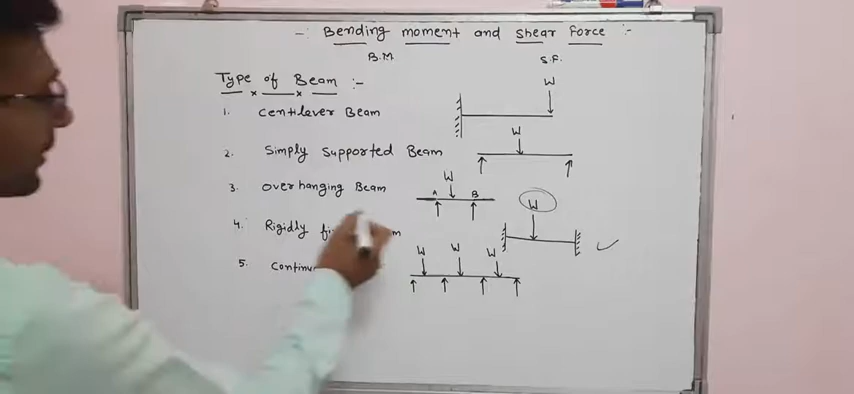 -: Bending moment and Shear Force :-
B.M. S.F.
Type of Beam :-
W
1. Centilever Beam
W
2. Simply Supported Beam
W
3. Overhanging Beam
A B
W
4. Rigidly
W W W
5.